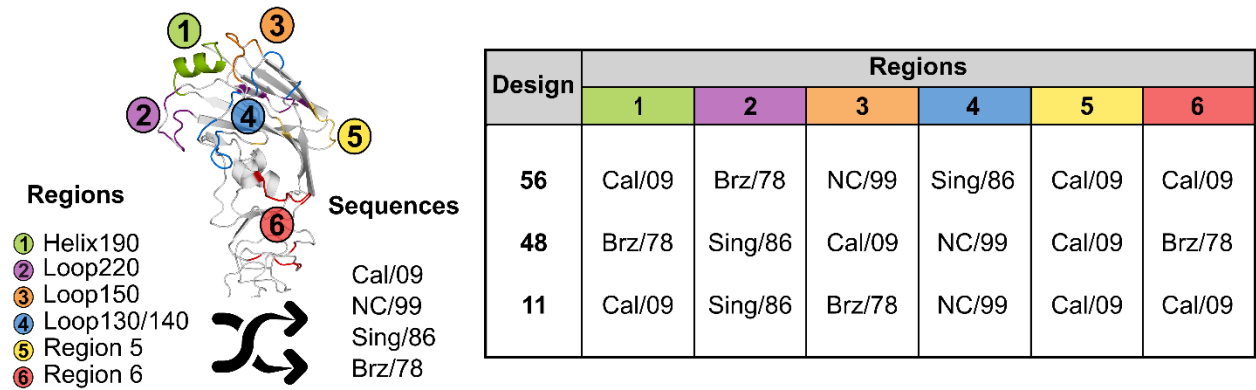 1
3
2
4
5
6
Regions
1 Helix190
2 Loop220
3 Loop150
4 Loop130/140
5 Region 5
6 Region 6
Sequences
Cal/09
NC/99
Sing/86
Brz/78
Design Regions
1 2 3 4 5 6
56 Cal/09 Brz/78 NC/99 Sing/86 Cal/09 Cal/09
48 Brz/78 Sing/86 Cal/09 NC/99 Cal/09 Brz/78
11 Cal/09 Sing/86 Brz/78 NC/99 Cal/09 Cal/09